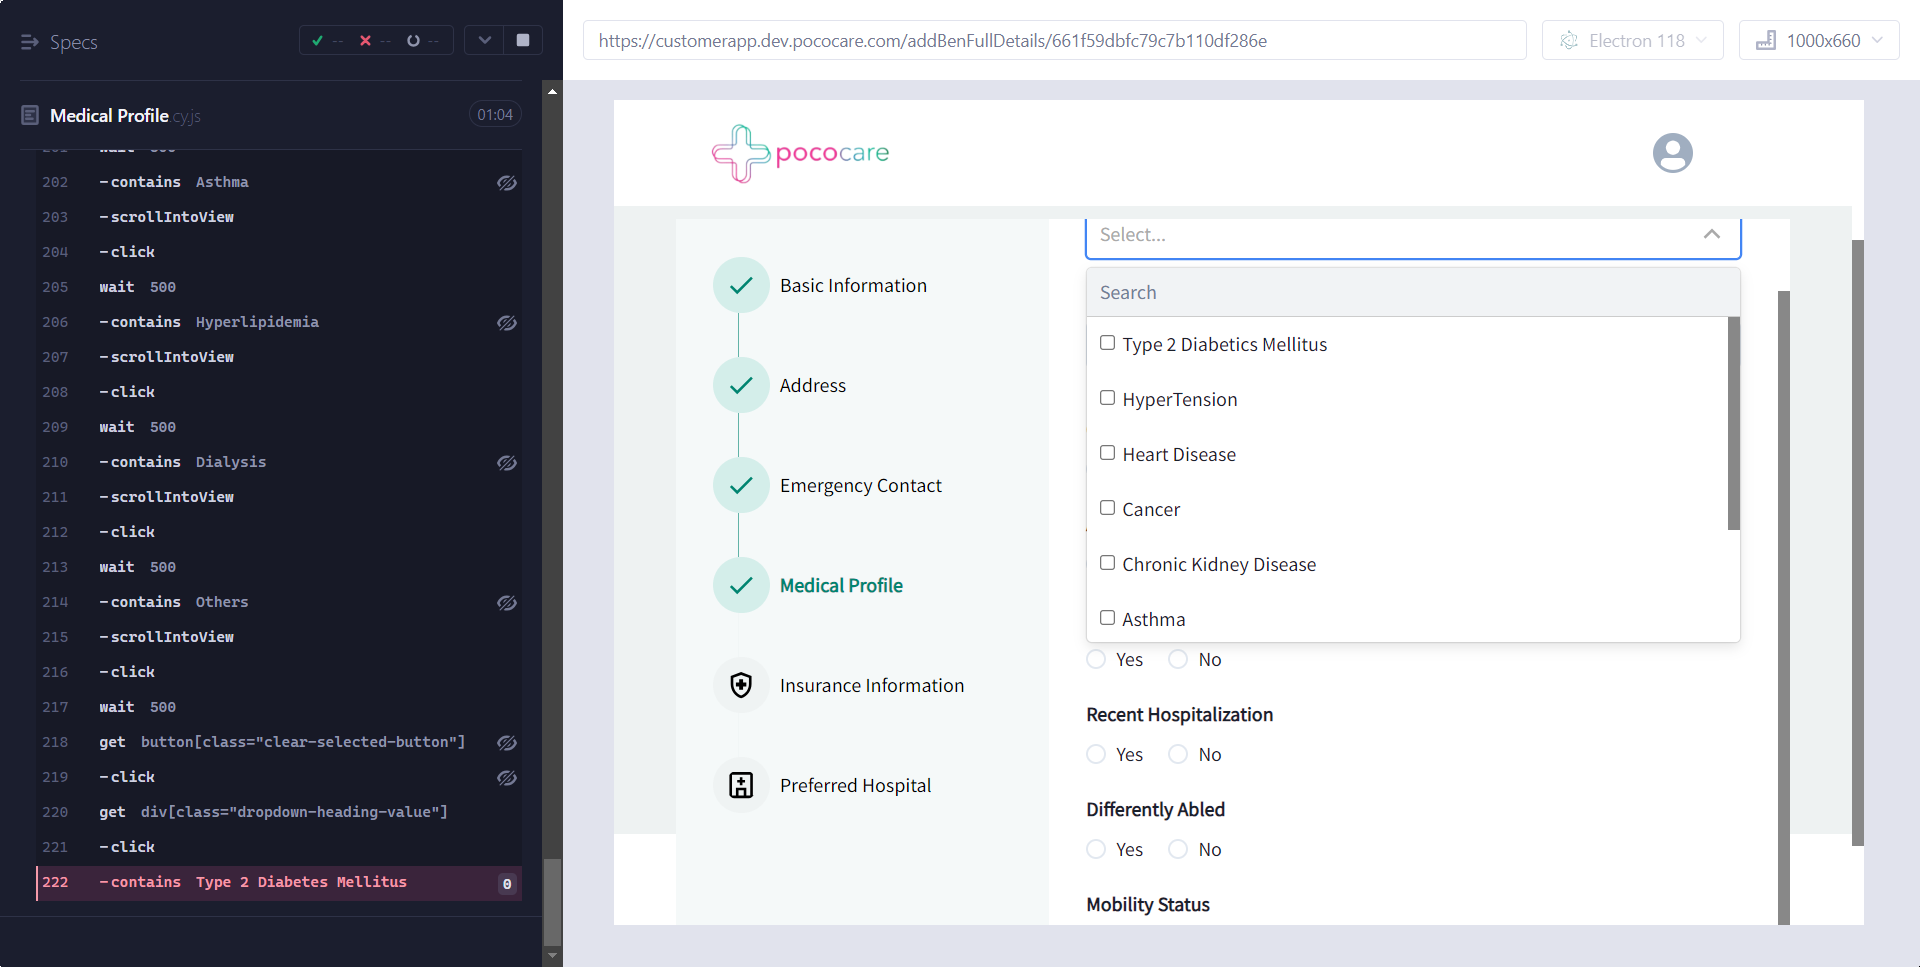 Specs
-- -- --
Medical Profile.cy.js 01:04
202 -contains Asthma
203 -scrollIntoView
204 -click
205 wait 500
206 -contains Hyperlipidemia
207 -scrollIntoView
208 -click
209 wait 500
210 -contains Dialysis
211 -scrollIntoView
212 -click
213 wait 500
214 -contains Others
215 -scrollIntoView
216 -click
217 wait 500
218 get button[class="clear-selected-button"]
219 -click
220 get div[class="dropdown-heading-value"]
221 -click
222 -contains Type 2 Diabetes Mellitus 0
https://customerapp.dev.pococare.com/addBenFullDetails/661f59dbfc79c7b110df286e
Electron 118
1000x660
pococare
Basic Information
Address
Emergency Contact
Medical Profile
Insurance Information
Preferred Hospital
Select...
Search
Type 2 Diabetics Mellitus
HyperTension
Heart Disease
Cancer
Chronic Kidney Disease
Asthma
Yes No
Recent Hospitalization
Yes No
Differently Abled
Yes No
Mobility Status